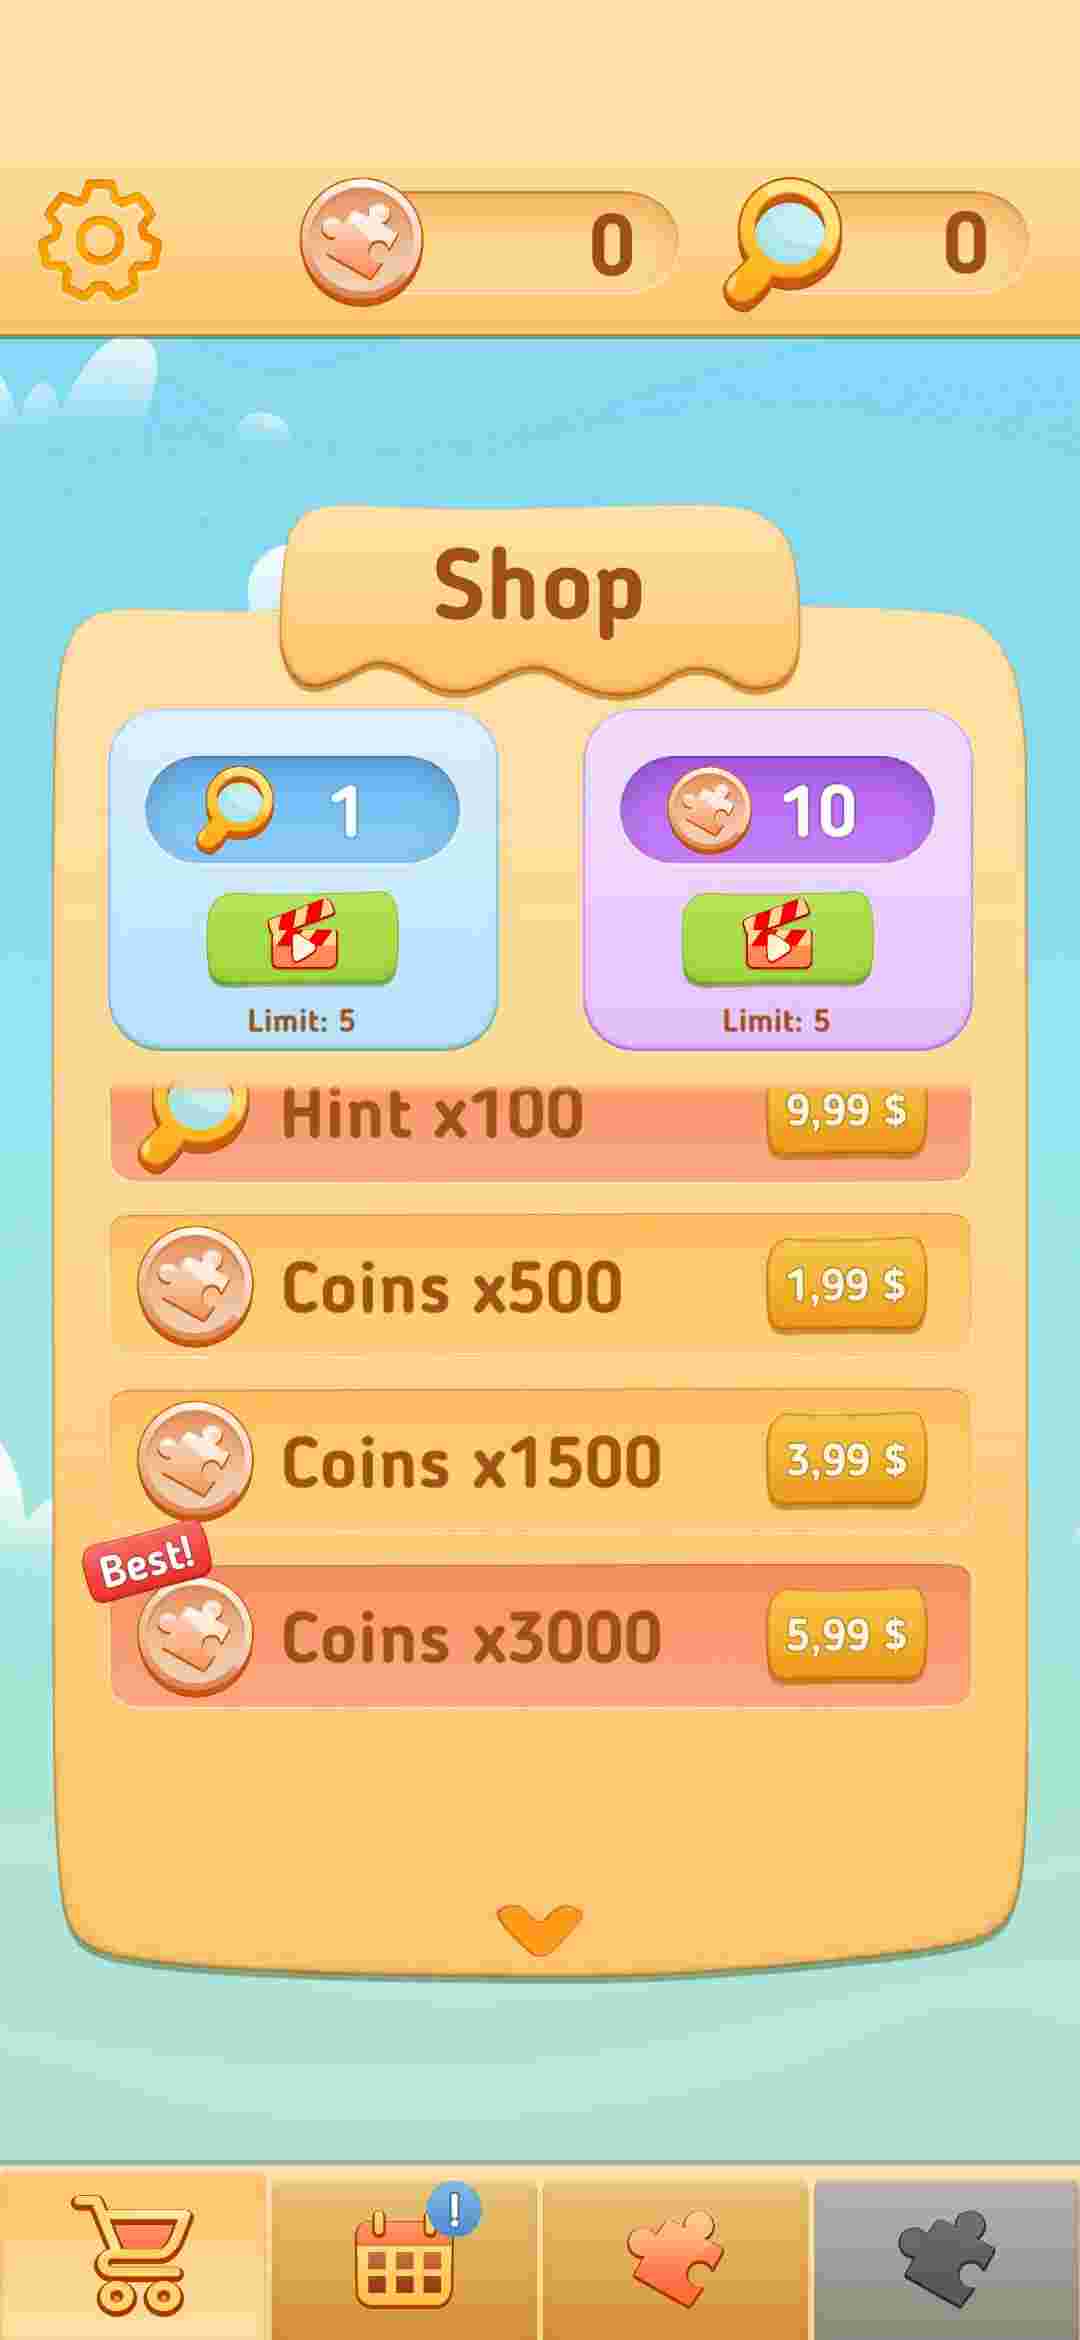 0 0
Shop
1 10
Limit: 5 Limit: 5
Hint x100 9,99 $
Coins x500 1,99 $
Coins x1500 3,99 $
Best!
Coins x3000 5,99 $
!